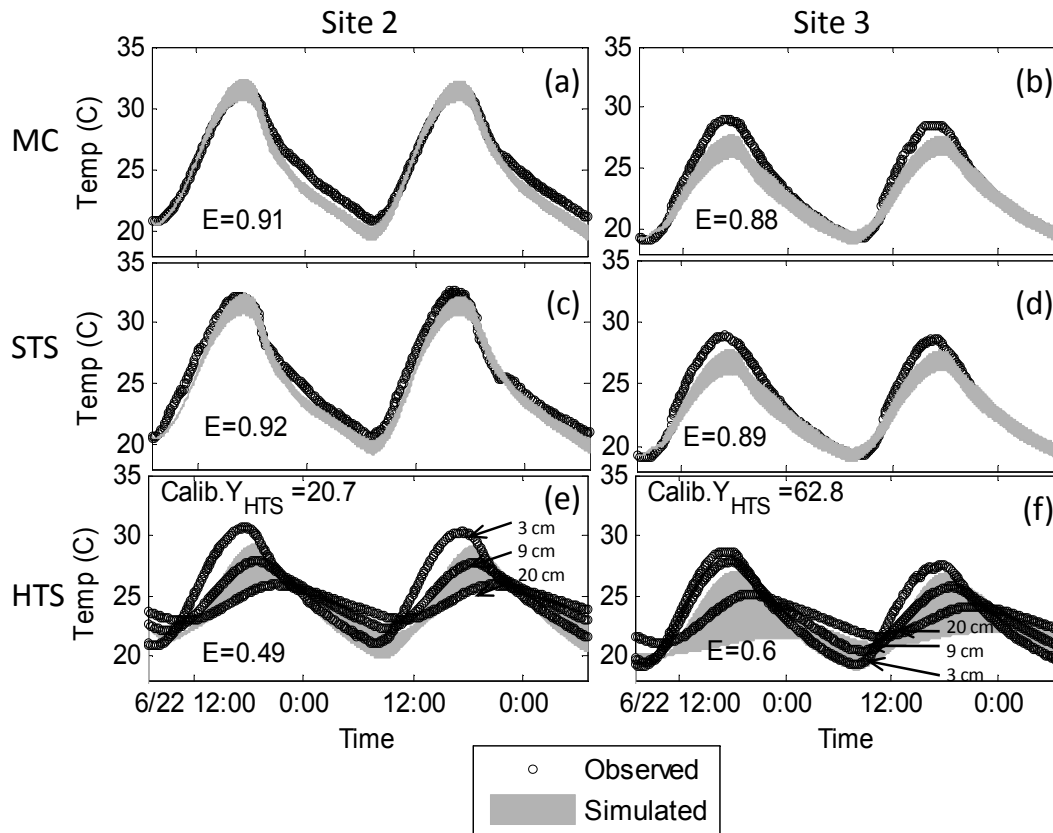 Site 2
Site 3
MC
Temp (C)
35
30
25
20
(a)
E=0.91
Temp (C)
35
30
25
20
(b)
E=0.88
STS
Temp (C)
35
30
25
20
(c)
E=0.92
Temp (C)
35
30
25
20
(d)
E=0.89
HTS
Temp (C)
35
30
25
20
Calib.Y_HTS =20.7
(e)
3 cm
9 cm
20 cm
E=0.49
6/22 12:00 0:00 12:00 0:00
Time
Temp (C)
35
30
25
20
Calib.Y_HTS =62.8
(f)
20 cm
9 cm
3 cm
E=0.6
6/22 12:00 0:00 12:00 0:00
Time
Observed
Simulated